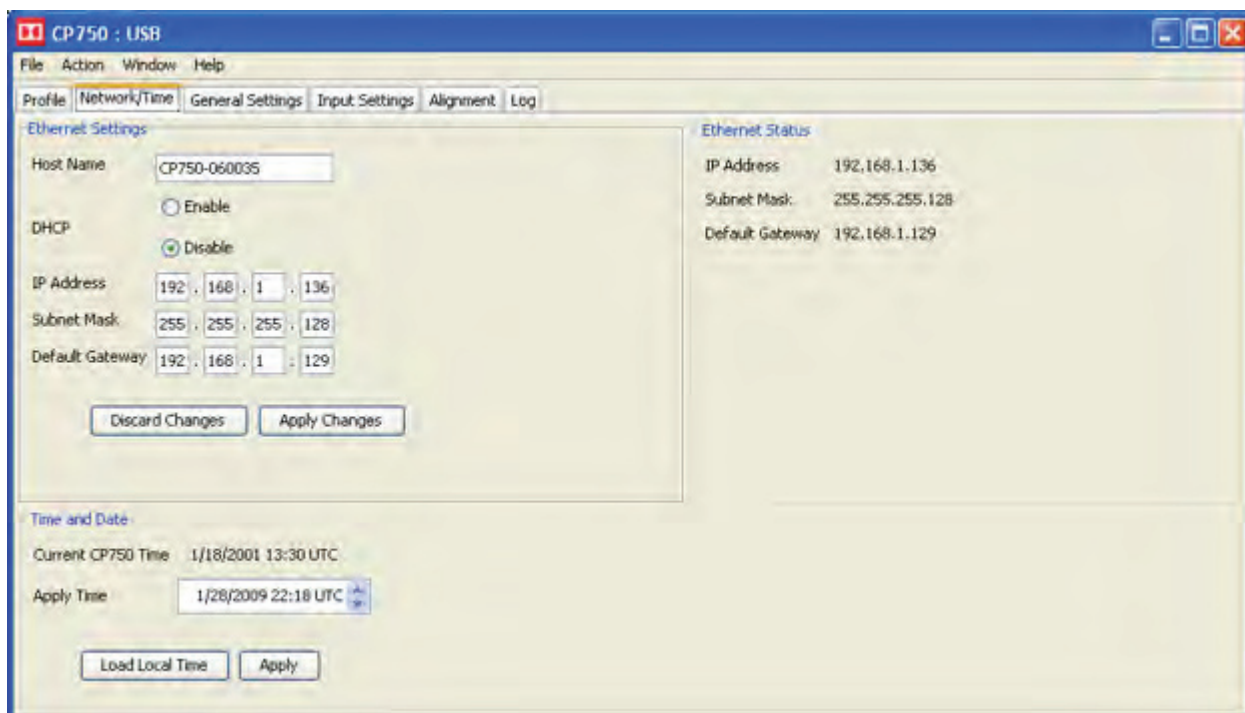 CP750 : USB
File Action Window Help
Profile Network/Time General Settings Input Settings Alignment Log
Ethernet Settings
Host Name CP750-060035
Enable
DHCP
Disable
IP Address 192 . 168 . 1 . 136
Subnet Mask 255 . 255 . 255 . 128
Default Gateway 192 . 168 . 1 . 129
Discard Changes Apply Changes
Ethernet Status
IP Address 192.168.1.136
Subnet Mask 255.255.255.128
Default Gateway 192.168.1.129
Time and Date
Current CP750 Time 1/18/2001 13:30 UTC
Apply Time 1/28/2009 22:18 UTC
Load Local Time Apply